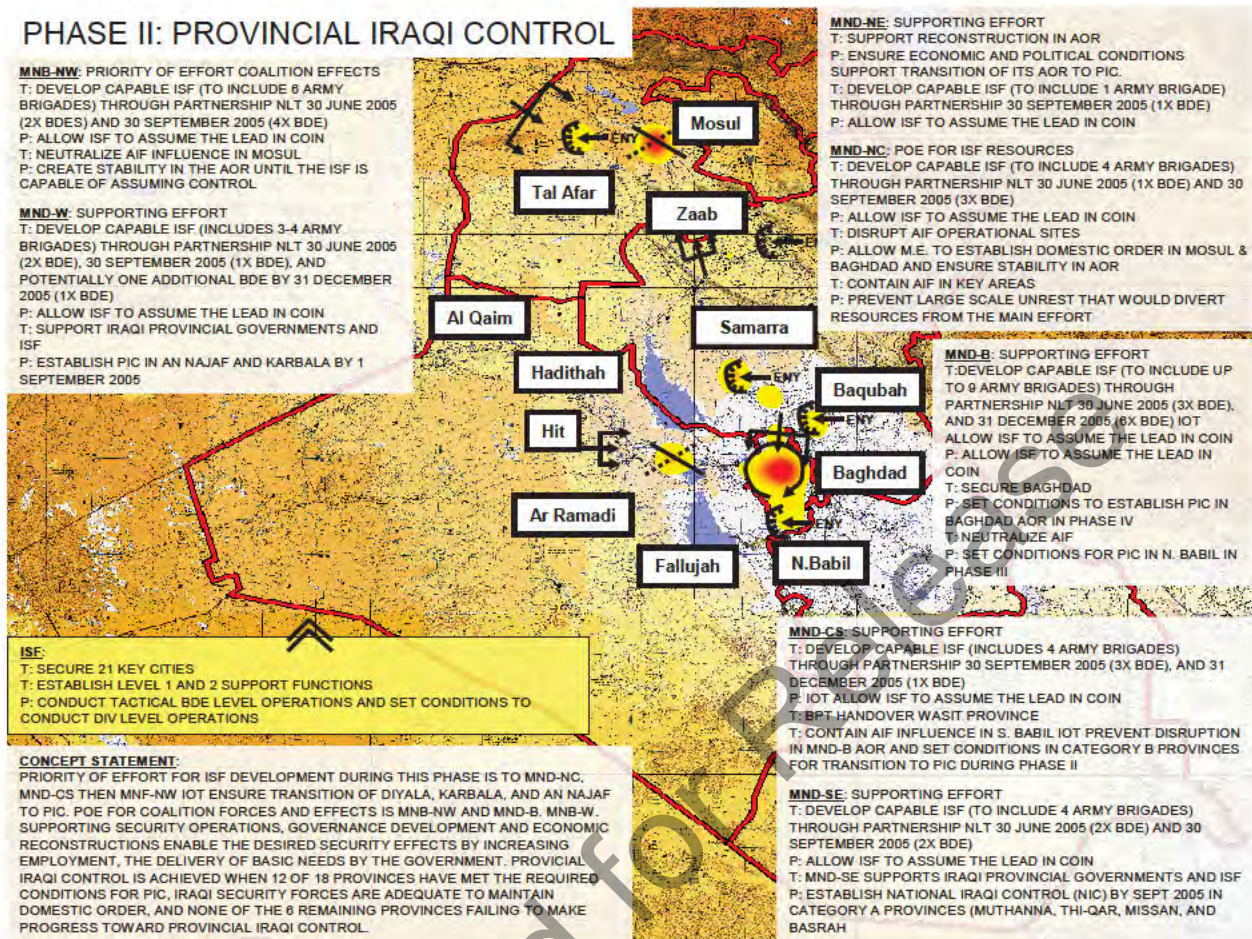 PHASE II: PROVINCIAL IRAQI CONTROL
MNB-NW: PRIORITY OF EFFORT COALITION EFFECTS
T: DEVELOP CAPABLE ISF (TO INCLUDE 6 ARMY
BRIGADES) THROUGH PARTNERSHIP NLT 30 JUNE 2005
(2X BDES) AND 30 SEPTEMBER 2005 (4X BDE)
P: ALLOW ISF TO ASSUME THE LEAD IN COIN
T: NEUTRALIZE AIF INFLUENCE IN MOSUL
P: CREATE STABILITY IN THE AOR UNTIL THE ISF IS
CAPABLE OF ASSUMING CONTROL
MND-W: SUPPORTING EFFORT
T: DEVELOP CAPABLE ISF (INCLUDES 3-4 ARMY
BRIGADES) THROUGH PARTNERSHIP NLT 30 JUNE 2005
(2X BDE), 30 SEPTEMBER 2005 (1X BDE), AND
POTENTIALLY ONE ADDITIONAL BDE BY 31 DECEMBER
2005 (1X BDE)
P: ALLOW ISF TO ASSUME THE LEAD IN COIN
T: SUPPORT IRAQI PROVINCIAL GOVERNMENTS AND
ISF
P: ESTABLISH PIC IN AN NAJAF AND KARBALA BY 1
SEPTEMBER 2005
MND-NE: SUPPORTING EFFORT
T: SUPPORT RECONSTRUCTION IN AOR
P: ENSURE ECONOMIC AND POLITICAL CONDITIONS
SUPPORT TRANSITION OF ITS AOR TO PIC.
T: DEVELOP CAPABLE ISF (TO INCLUDE 1 ARMY BRIGADE)
THROUGH PARTNERSHIP 30 SEPTEMBER 2005 (1X BDE)
P: ALLOW ISF TO ASSUME THE LEAD IN COIN
MND-NC: POE FOR ISF RESOURCES
T: DEVELOP CAPABLE ISF (TO INCLUDE 4 ARMY BRIGADES)
THROUGH PARTNERSHIP NLT 30 JUNE 2005 (1X BDE) AND 30
SEPTEMBER 2005 (3X BDE)
P: ALLOW ISF TO ASSUME THE LEAD IN COIN
T: DISRUPT AIF OPERATIONAL SITES
P: ALLOW M.E. TO ESTABLISH DOMESTIC ORDER IN MOSUL &
BAGHDAD AND ENSURE STABILITY IN AOR
T: CONTAIN AIF IN KEY AREAS
P: PREVENT LARGE SCALE UNREST THAT WOULD DIVERT
RESOURCES FROM THE MAIN EFFORT
MND-B: SUPPORTING EFFORT
T:DEVELOP CAPABLE ISF (TO INCLUDE UP
TO 9 ARMY BRIGADES) THROUGH
PARTNERSHIP NLT 30 JUNE 2005 (3X BDE),
AND 31 DECEMBER 2005 (6X BDE) IOT
ALLOW ISF TO ASSUME THE LEAD IN COIN
P: ALLOW ISF TO ASSUME THE LEAD IN
COIN
T: SECURE BAGHDAD
P: SET CONDITIONS TO ESTABLISH PIC IN
BAGHDAD AOR IN PHASE IV
T: NEUTRALIZE AIF
P: SET CONDITIONS FOR PIC IN N. BABIL IN
PHASE III
Mosul
ENY
Tal Afar
Zaab
EN
Al Qaim
Samarra
Hadithah
ENY
Baqubah
ENY
Hit
Baghdad
Ar Ramadi
ENY
Fallujah
N.Babil
ISF:
T: SECURE 21 KEY CITIES
T: ESTABLISH LEVEL 1 AND 2 SUPPORT FUNCTIONS
P: CONDUCT TACTICAL BDE LEVEL OPERATIONS AND SET CONDITIONS TO
CONDUCT DIV LEVEL OPERATIONS
CONCEPT STATEMENT:
PRIORITY OF EFFORT FOR ISF DEVELOPMENT DURING THIS PHASE IS TO MND-NC,
MND-CS THEN MNF-NW IOT ENSURE TRANSITION OF DIYALA, KARBALA, AND AN NAJAF
TO PIC. POE FOR COALITION FORCES AND EFFECTS IS MNB-NW AND MND-B. MNB-W.
SUPPORTING SECURITY OPERATIONS, GOVERNANCE DEVELOPMENT AND ECONOMIC
RECONSTRUCTIONS ENABLE THE DESIRED SECURITY EFFECTS BY INCREASING
EMPLOYMENT, THE DELIVERY OF BASIC NEEDS BY THE GOVERNMENT. PROVICIAL
IRAQI CONTROL IS ACHIEVED WHEN 12 OF 18 PROVINCES HAVE MET THE REQUIRED
CONDITIONS FOR PIC, IRAQI SECURITY FORCES ARE ADEQUATE TO MAINTAIN
DOMESTIC ORDER, AND NONE OF THE 6 REMAINING PROVINCES FAILING TO MAKE
PROGRESS TOWARD PROVINCIAL IRAQI CONTROL.
MND-CS: SUPPORTING EFFORT
T: DEVELOP CAPABLE ISF (INCLUDES 4 ARMY BRIGADES)
THROUGH PARTNERSHIP 30 SEPTEMBER 2005 (3X BDE), AND 31
DECEMBER 2005 (1X BDE)
P: IOT ALLOW ISF TO ASSUME THE LEAD IN COIN
T: BPT HANDOVER WASIT PROVINCE
T: CONTAIN AIF INFLUENCE IN S. BABIL IOT PREVENT DISRUPTION
IN MND-B AOR AND SET CONDITIONS IN CATEGORY B PROVINCES
FOR TRANSITION TO PIC DURING PHASE II
MND-SE: SUPPORTING EFFORT
T: DEVELOP CAPABLE ISF (TO INCLUDE 4 ARMY BRIGADES)
THROUGH PARTNERSHIP NLT 30 JUNE 2005 (2X BDE) AND 30
SEPTEMBER 2005 (2X BDE)
P: ALLOW ISF TO ASSUME THE LEAD IN COIN
T: MND-SE SUPPORTS IRAQI PROVINCIAL GOVERNMENTS AND ISF
P: ESTABLISH NATIONAL IRAQI CONTROL (NIC) BY SEPT 2005 IN
CATEGORY A PROVINCES (MUTHANNA, THI-QAR, MISSAN, AND
BASRAH
d for Release